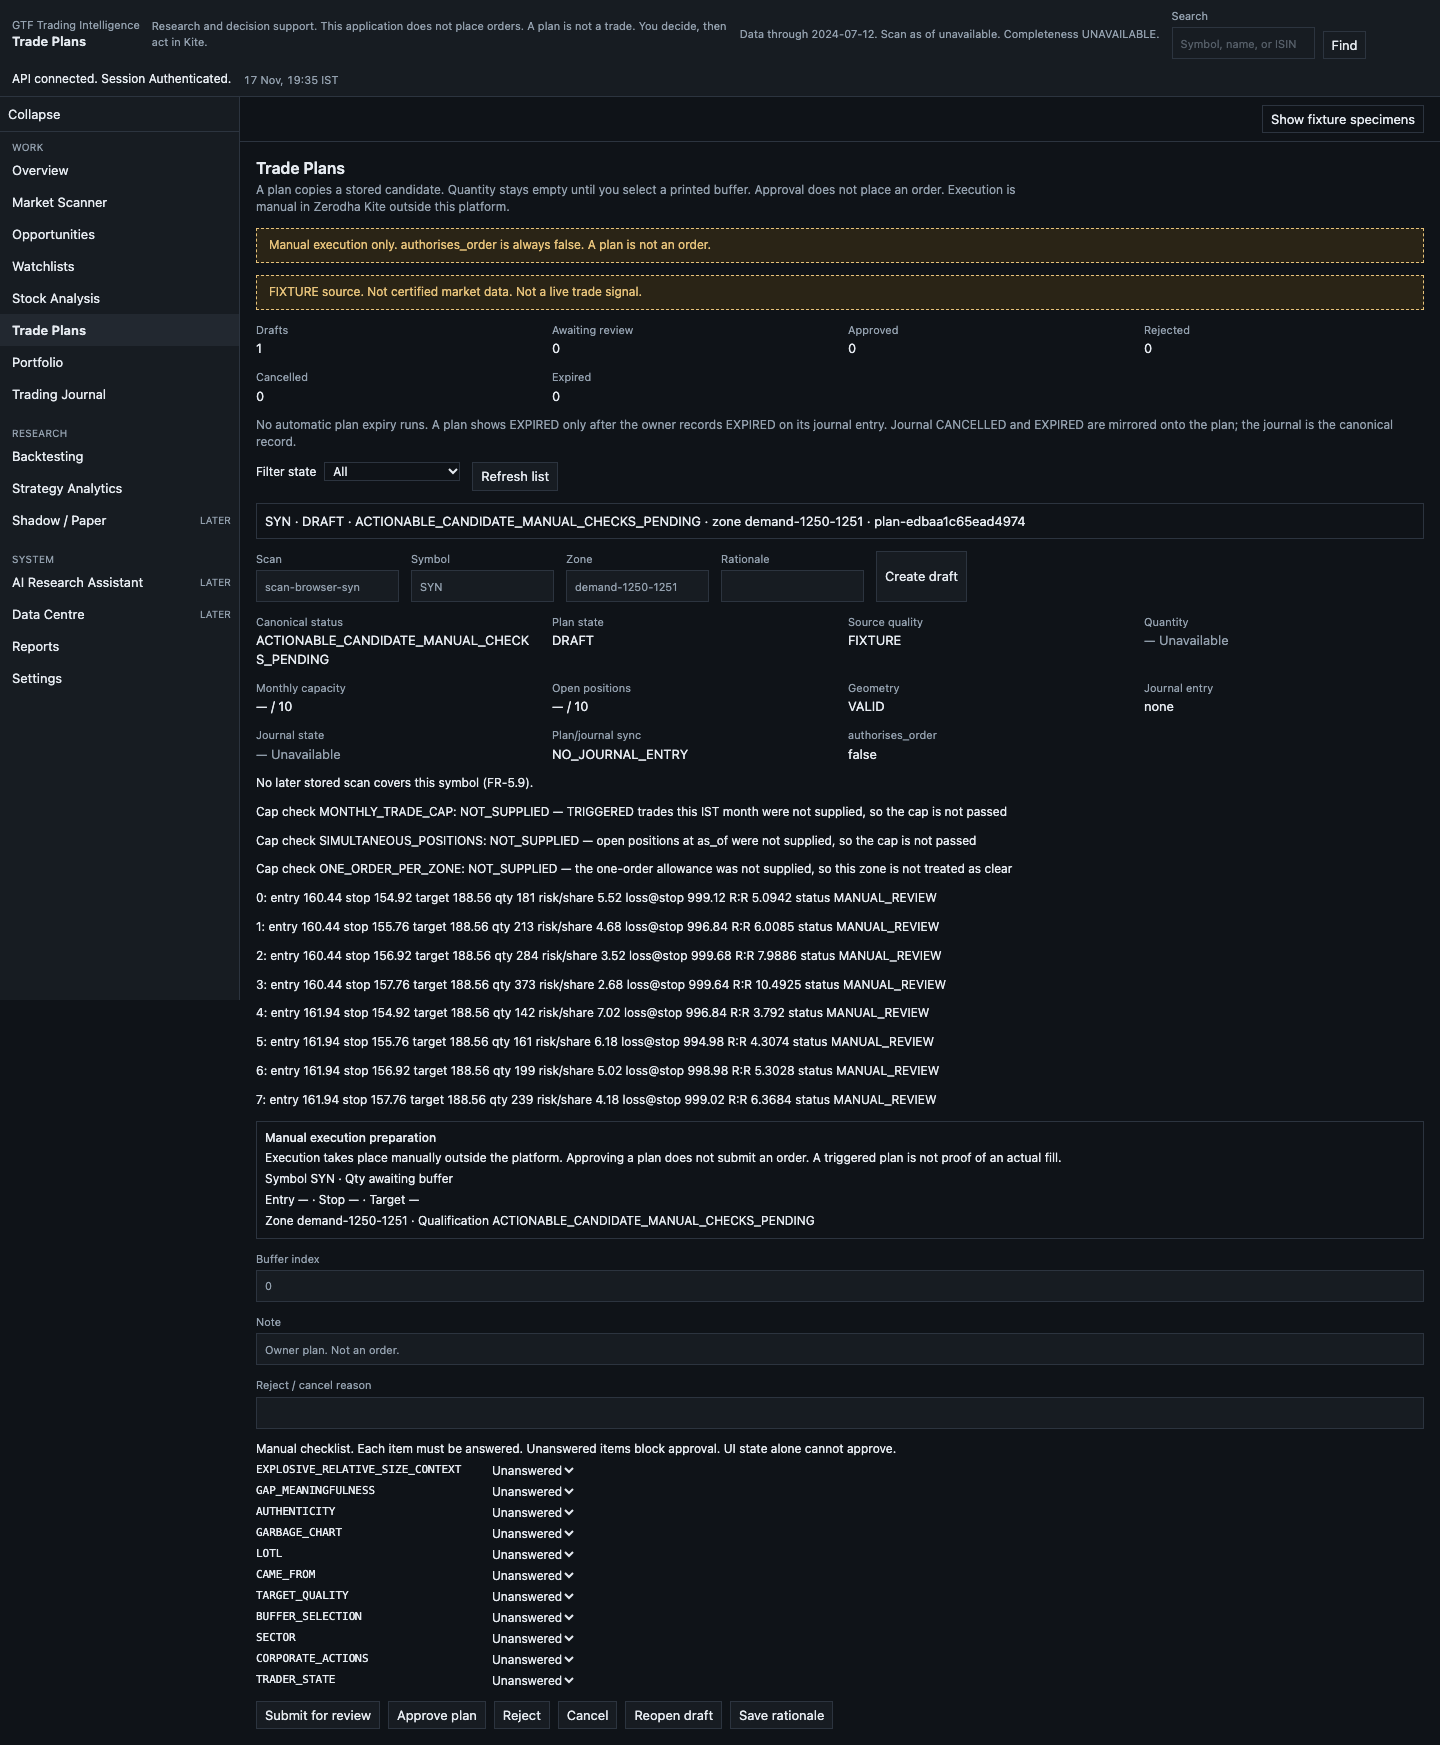 GTF Trading Intelligence
Trade Plans
Research and decision support. This application does not place orders. A plan is not a trade. You decide, then
act in Kite.
Data through 2024-07-12. Scan as of unavailable. Completeness UNAVAILABLE.
Search
Symbol, name, or ISIN
Find
API connected. Session Authenticated.
17 Nov, 19:35 IST
Collapse
WORK
Overview
Market Scanner
Opportunities
Watchlists
Stock Analysis
Trade Plans
Portfolio
Trading Journal
RESEARCH
Backtesting
Strategy Analytics
Shadow / Paper LATER
SYSTEM
AI Research Assistant LATER
Data Centre LATER
Reports
Settings
Show fixture specimens
Trade Plans
A plan copies a stored candidate. Quantity stays empty until you select a printed buffer. Approval does not place an order. Execution is
manual in Zerodha Kite outside this platform.
Manual execution only. authorises_order is always false. A plan is not an order.
FIXTURE source. Not certified market data. Not a live trade signal.
Drafts Awaiting review Approved Rejected
1 0 0 0
Cancelled Expired
0 0
No automatic plan expiry runs. A plan shows EXPIRED only after the owner records EXPIRED on its journal entry. Journal CANCELLED and EXPIRED are mirrored onto the plan; the journal is the canonical
record.
Filter state All Refresh list
SYN · DRAFT · ACTIONABLE_CANDIDATE_MANUAL_CHECKS_PENDING · zone demand-1250-1251 · plan-edbaa1c65ead4974
Scan Symbol Zone Rationale
scan-browser-syn SYN demand-1250-1251 Create draft
Canonical status Plan state Source quality Quantity
ACTIONABLE_CANDIDATE_MANUAL_CHECK DRAFT FIXTURE — Unavailable
S_PENDING
Monthly capacity Open positions Geometry Journal entry
— / 10 — / 10 VALID none
Journal state Plan/journal sync authorises_order
— Unavailable NO_JOURNAL_ENTRY false
No later stored scan covers this symbol (FR-5.9).
Cap check MONTHLY_TRADE_CAP: NOT_SUPPLIED — TRIGGERED trades this IST month were not supplied, so the cap is not passed
Cap check SIMULTANEOUS_POSITIONS: NOT_SUPPLIED — open positions at as_of were not supplied, so the cap is not passed
Cap check ONE_ORDER_PER_ZONE: NOT_SUPPLIED — the one-order allowance was not supplied, so this zone is not treated as clear
0: entry 160.44 stop 154.92 target 188.56 qty 181 risk/share 5.52 loss@stop 999.12 R:R 5.0942 status MANUAL_REVIEW
1: entry 160.44 stop 155.76 target 188.56 qty 213 risk/share 4.68 loss@stop 996.84 R:R 6.0085 status MANUAL_REVIEW
2: entry 160.44 stop 156.92 target 188.56 qty 284 risk/share 3.52 loss@stop 999.68 R:R 7.9886 status MANUAL_REVIEW
3: entry 160.44 stop 157.76 target 188.56 qty 373 risk/share 2.68 loss@stop 999.64 R:R 10.4925 status MANUAL_REVIEW
4: entry 161.94 stop 154.92 target 188.56 qty 142 risk/share 7.02 loss@stop 996.84 R:R 3.792 status MANUAL_REVIEW
5: entry 161.94 stop 155.76 target 188.56 qty 161 risk/share 6.18 loss@stop 994.98 R:R 4.3074 status MANUAL_REVIEW
6: entry 161.94 stop 156.92 target 188.56 qty 199 risk/share 5.02 loss@stop 998.98 R:R 5.3028 status MANUAL_REVIEW
7: entry 161.94 stop 157.76 target 188.56 qty 239 risk/share 4.18 loss@stop 999.02 R:R 6.3684 status MANUAL_REVIEW
Manual execution preparation
Execution takes place manually outside the platform. Approving a plan does not submit an order. A triggered plan is not proof of an actual fill.
Symbol SYN · Qty awaiting buffer
Entry — · Stop — · Target —
Zone demand-1250-1251 · Qualification ACTIONABLE_CANDIDATE_MANUAL_CHECKS_PENDING
Buffer index
0
Note
Owner plan. Not an order.
Reject / cancel reason
Manual checklist. Each item must be answered. Unanswered items block approval. UI state alone cannot approve.
EXPLOSIVE_RELATIVE_SIZE_CONTEXT Unanswered
GAP_MEANINGFULNESS Unanswered
AUTHENTICITY Unanswered
GARBAGE_CHART Unanswered
LOTL Unanswered
CAME_FROM Unanswered
TARGET_QUALITY Unanswered
BUFFER_SELECTION Unanswered
SECTOR Unanswered
CORPORATE_ACTIONS Unanswered
TRADER_STATE Unanswered
Submit for review Approve plan Reject Cancel Reopen draft Save rationale